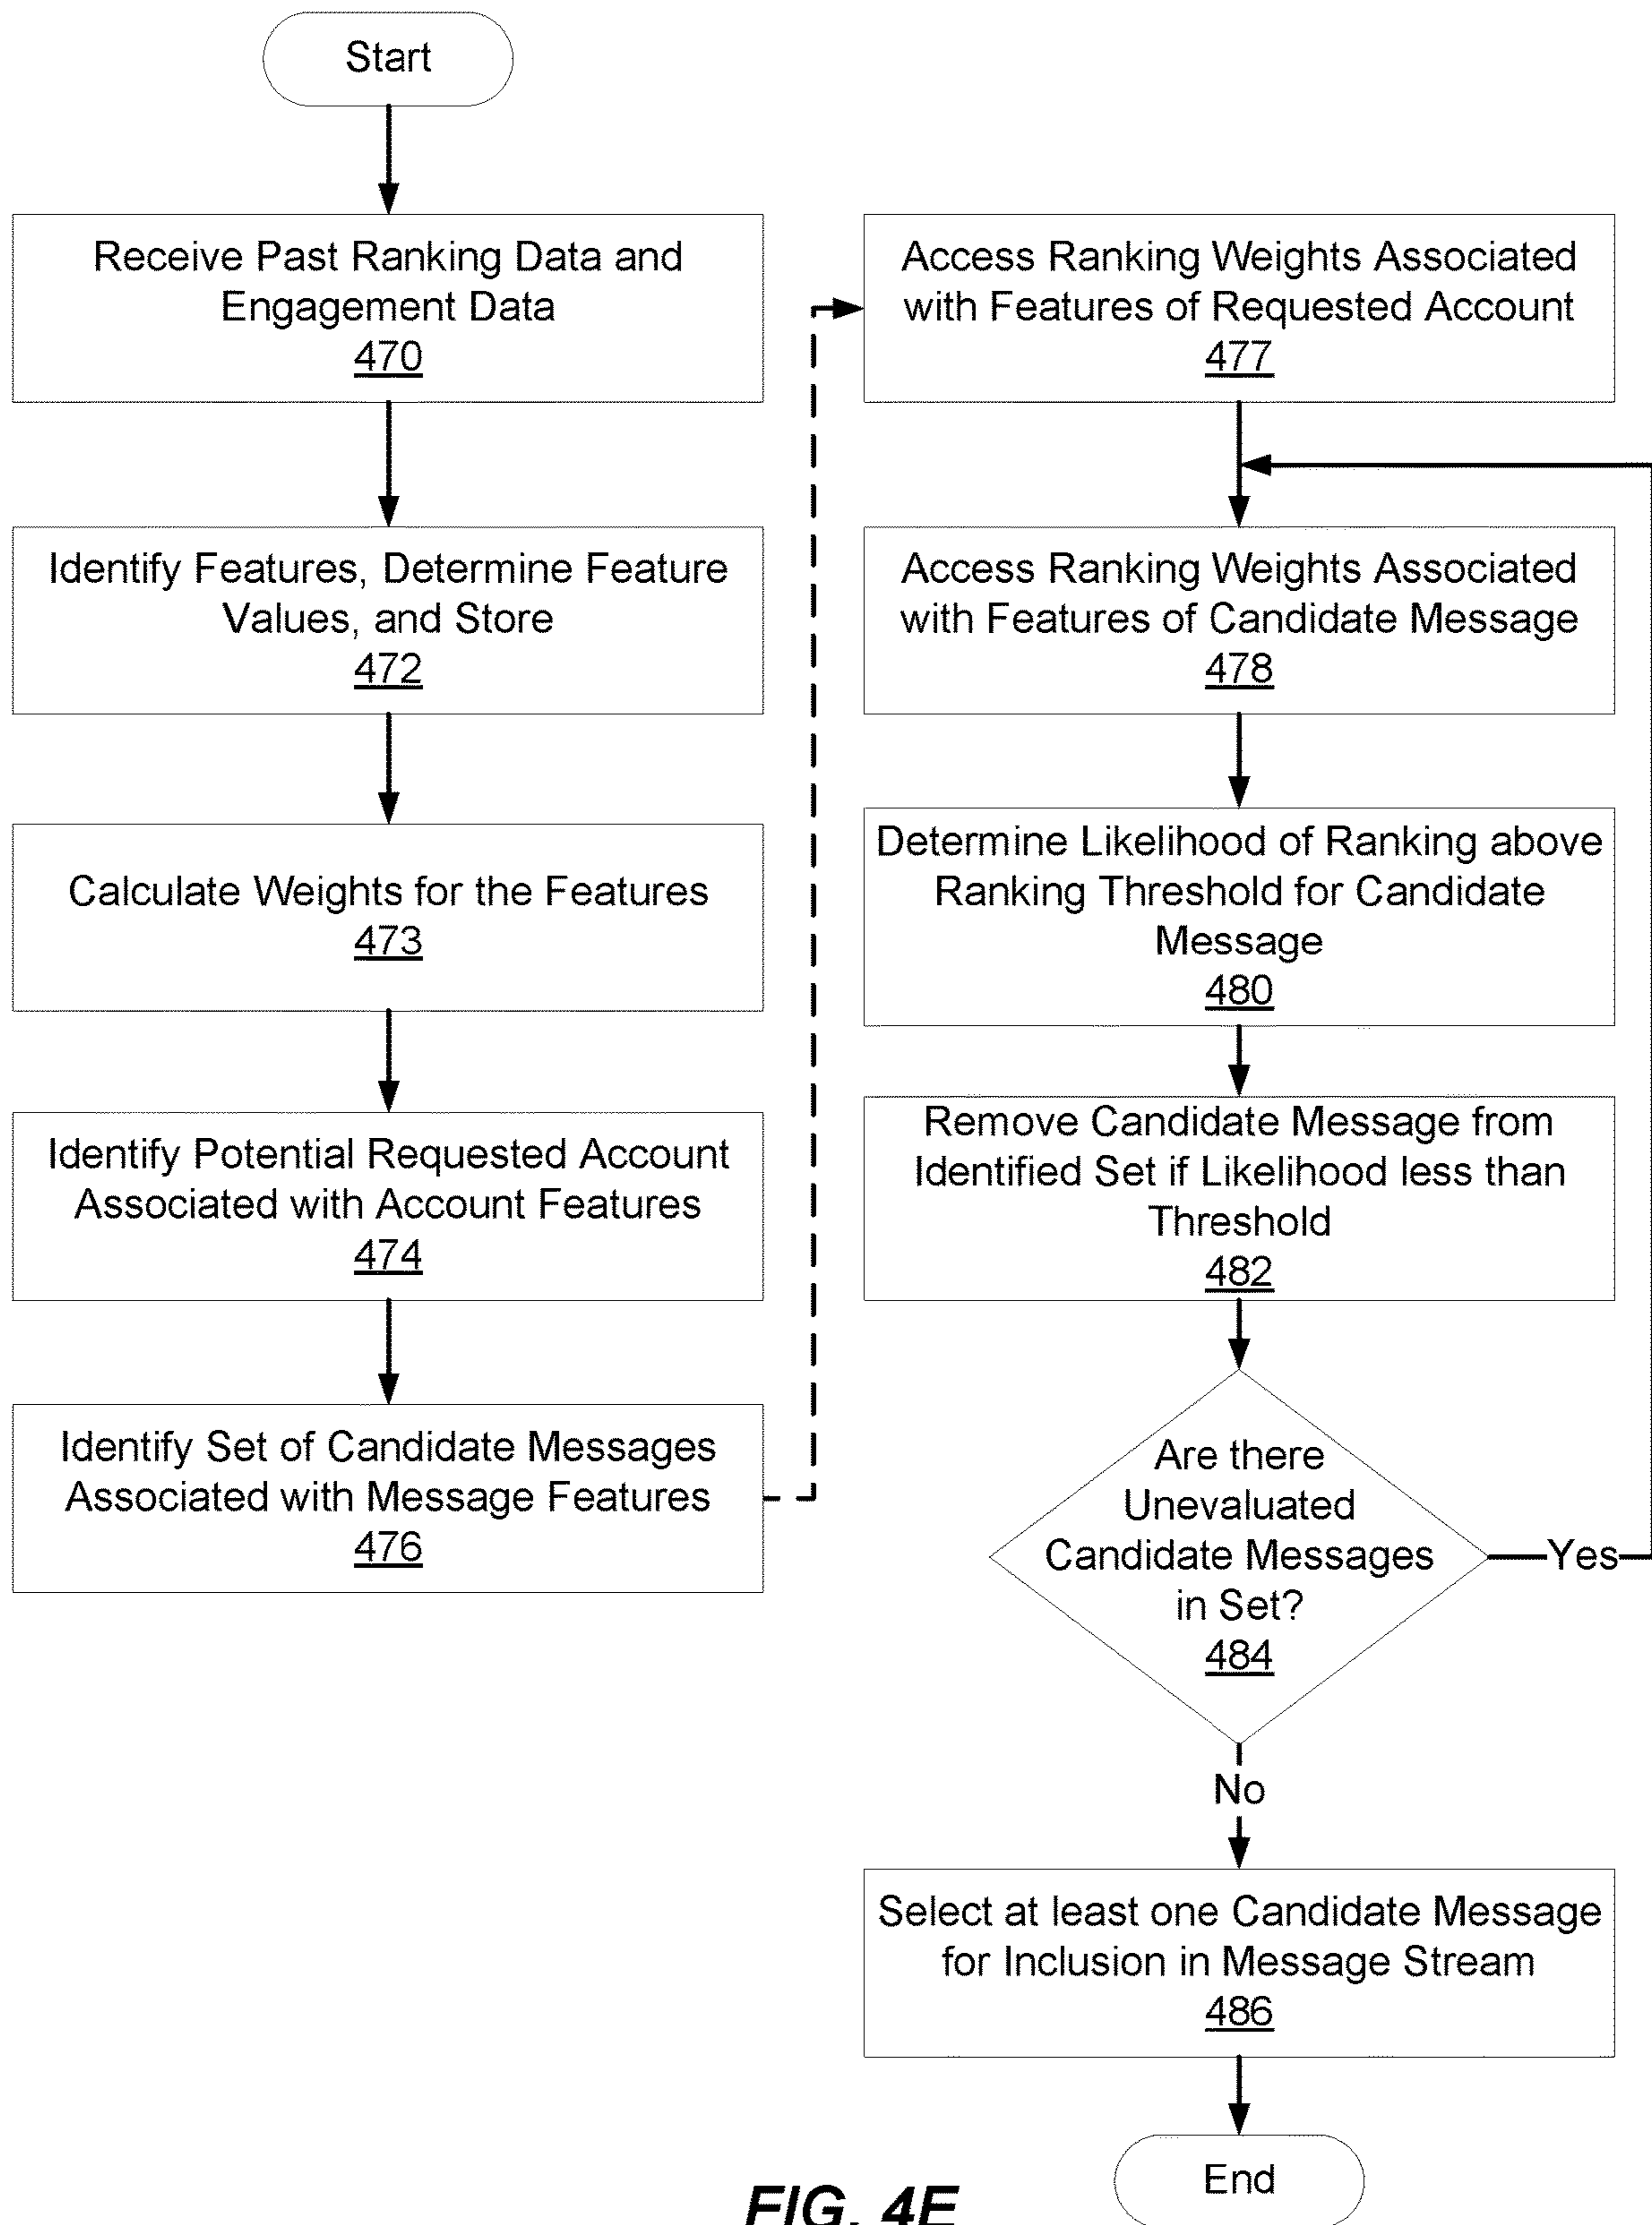 Start
Receive Past Ranking Data and
Engagement Data
470
Identify Features, Determine Feature
Values, and Store
472
Calculate Weights for the Features
473
Identify Potential Requested Account
Associated with Account Features
474
Identify Set of Candidate Messages
Associated with Message Features
476
Access Ranking Weights Associated
with Features of Requested Account
477
Access Ranking Weights Associated
with Features of Candidate Message
478
Determine Likelihood of Ranking above
Ranking Threshold for Candidate
Message
480
Remove Candidate Message from
Identified Set if Likelihood less than
Threshold
482
Are there
Unevaluated
Candidate Messages
in Set?
484
Yes
No
Select at least one Candidate Message
for Inclusion in Message Stream
486
End
FIG. 4E